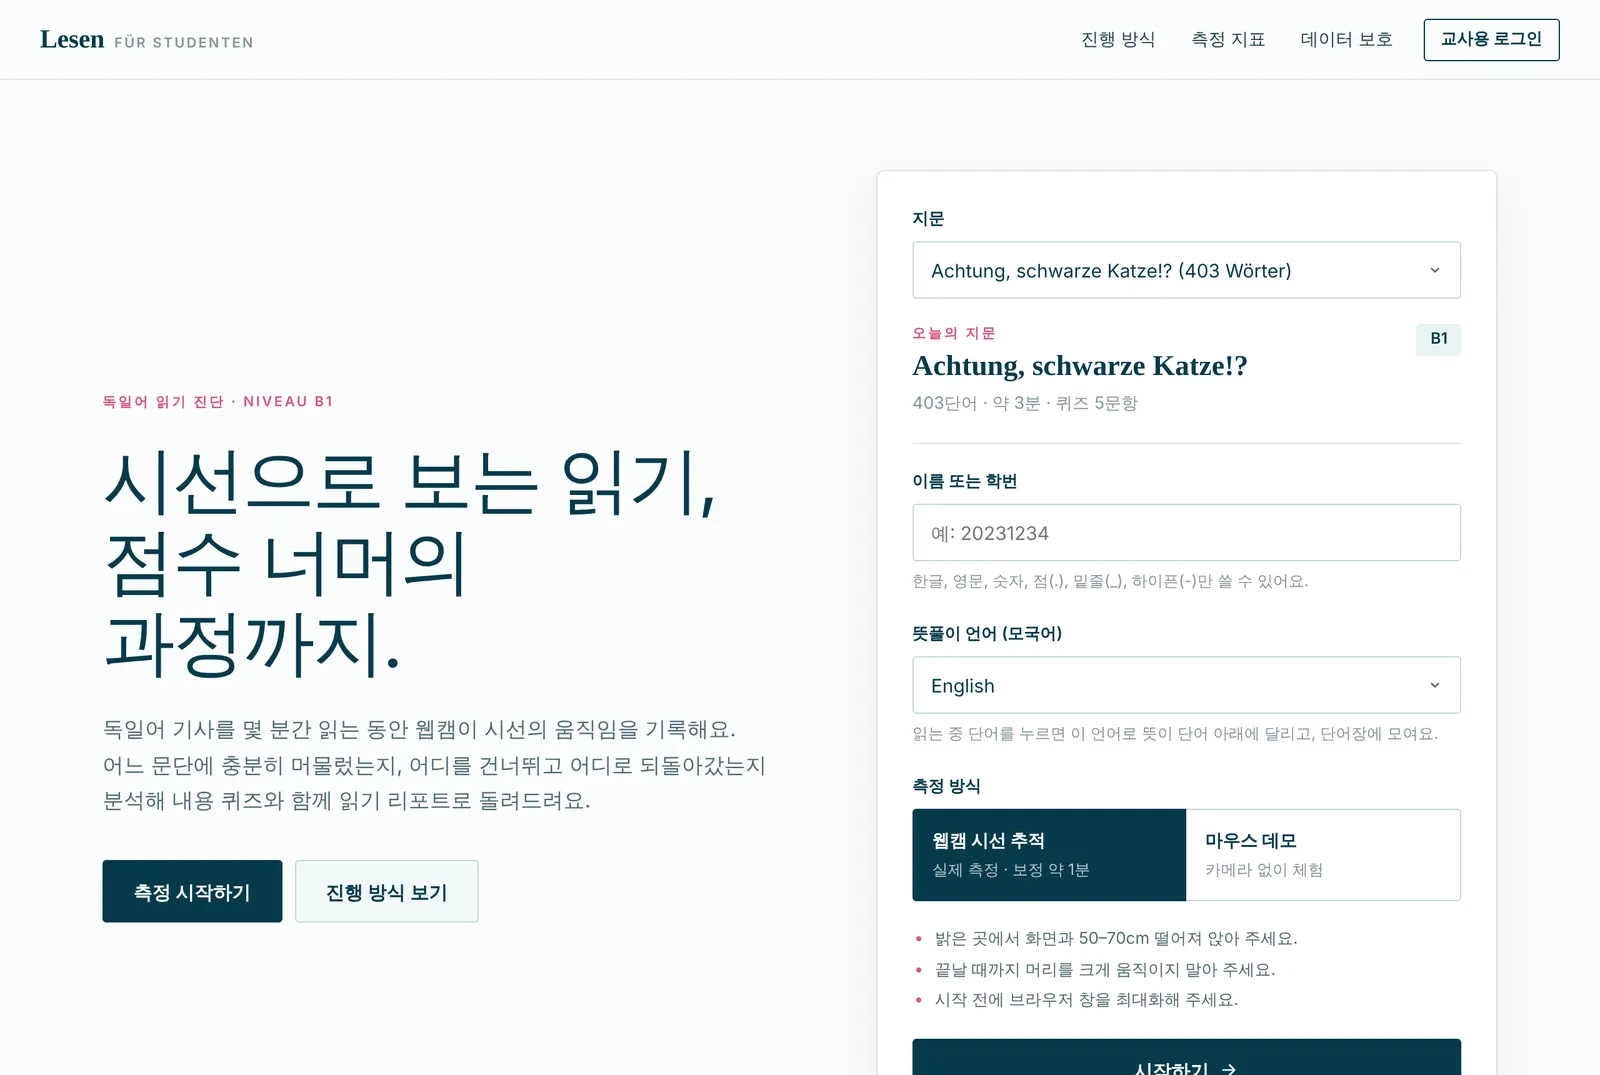 Lesen FÜR STUDENTEN
진행 방식
측정 지표
데이터 보호
교사용 로그인
독일어 읽기 진단 · NIVEAU B1
시선으로 보는 읽기,
점수 너머의
과정까지.
독일어 기사를 몇 분간 읽는 동안 웹캠이 시선의 움직임을 기록해요.
어느 문단에 충분히 머물렀는지, 어디를 건너뛰고 어디로 되돌아갔는지
분석해 내용 퀴즈와 함께 읽기 리포트로 돌려드려요.
측정 시작하기
진행 방식 보기
지문
Achtung, schwarze Katze!? (403 Wörter)
오늘의 지문
B1
Achtung, schwarze Katze!?
403단어 · 약 3분 · 퀴즈 5문항
이름 또는 학번
예: 20231234
한글, 영문, 숫자, 점(.), 밑줄(_), 하이픈(-)만 쓸 수 있어요.
뜻풀이 언어 (모국어)
English
읽는 중 단어를 누르면 이 언어로 뜻이 단어 아래에 달리고, 단어장에 모여요.
측정 방식
웹캠 시선 추적
실제 측정 · 보정 약 1분
마우스 데모
카메라 없이 체험
• 밝은 곳에서 화면과 50–70cm 떨어져 앉아 주세요.
• 끝날 때까지 머리를 크게 움직이지 말아 주세요.
• 시작 전에 브라우저 창을 최대화해 주세요.
시작하기 →